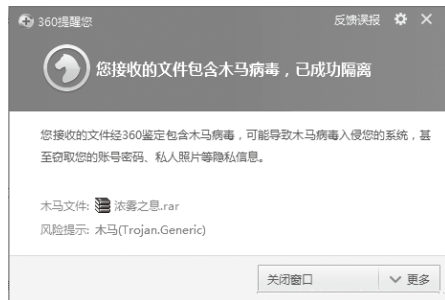 360提醒您
反馈误报
您接收的文件包含木马病毒，已成功隔离
您接收的文件经360鉴定包含木马病毒，可能导致木马病毒入侵您的系统，甚
至窃取您的账号密码、私人照片等隐私信息。
木马文件: 浓雾之息.rar
风险提示: 木马(Trojan.Generic)
关闭窗口
更多